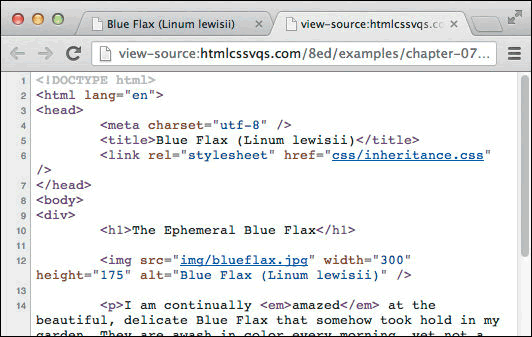 Blue Flax (Linum lewisii)
view-source:htmlcssvqs.co
view-source:htmlcssvqs.com/8ed/examples/chapter-07...
1 <!DOCTYPE html>
2 <html lang="en">
3 <head>
4 <meta charset="utf-8" />
5 <title>Blue Flax (Linum lewisii)</title>
6 <link rel="stylesheet" href="css/inheritance.css"
/>
7 </head>
8 <body>
9 <div>
10 <h1>The Ephemeral Blue Flax</h1>
11
12 <img src="img/blueflax.jpg" width="300"
height="175" alt="Blue Flax (Linum lewisii)" />
13
14 <p>I am continually <em>amazed</em> at the
beautiful, delicate Blue Flax that somehow took hold in my
garden. They are awash in color every morning, yet not a